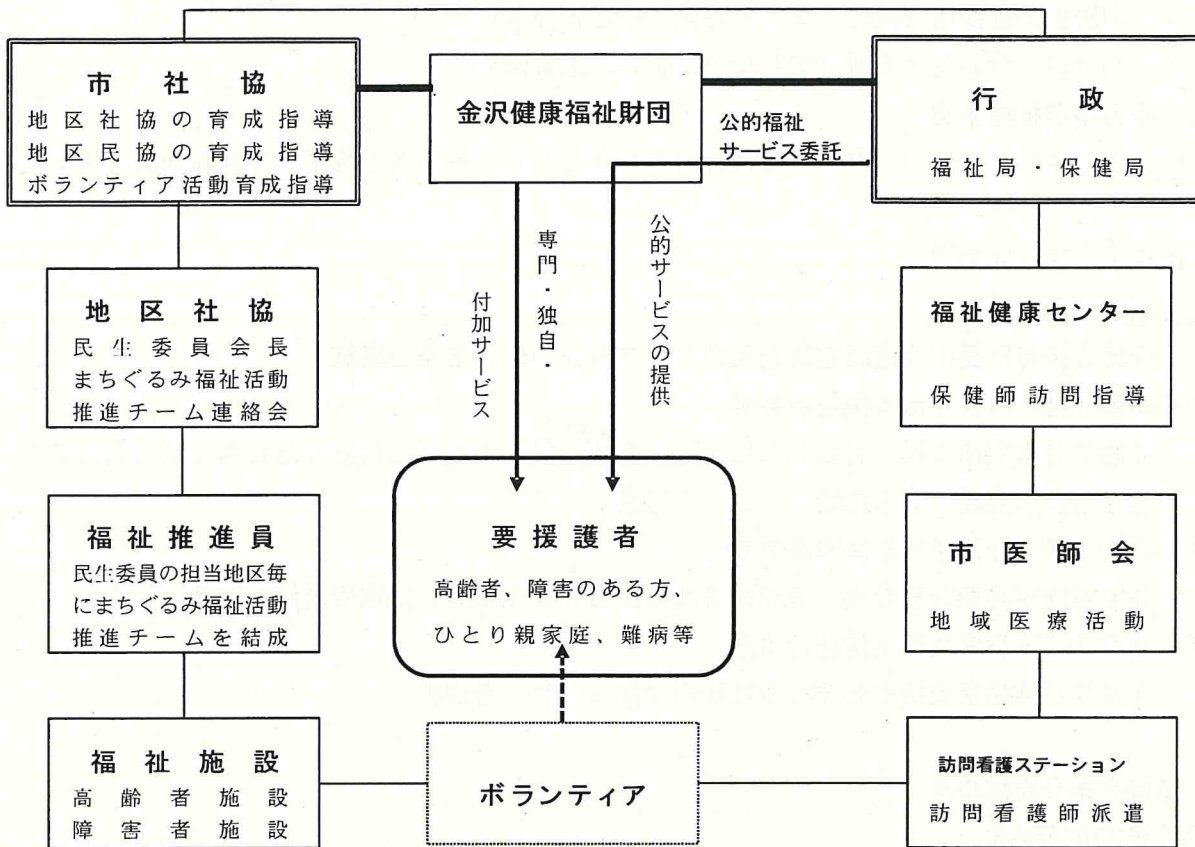 市社協
地区社協の育成指導
地区民協の育成指導
ボランティア活動育成指導
金沢健康福祉財団
公的福祉
サービス委託
行政
福祉局・保健局
専門・独自・
付加サービス
公的サービスの提供
地区社協
民生委員会長
まちぐるみ福祉活動
推進チーム連絡会
福祉健康センター
保健師訪問指導
福祉推進員
民生委員の担当地区毎
にまちぐるみ福祉活動
推進チームを結成
要援護者
高齢者、障害のある方、
ひとり親家庭、難病等
市医師会
地域医療活動
福祉施設
高齢者施設
障害者施設
ボランティア
訪問看護ステーション
訪問看護師派遣